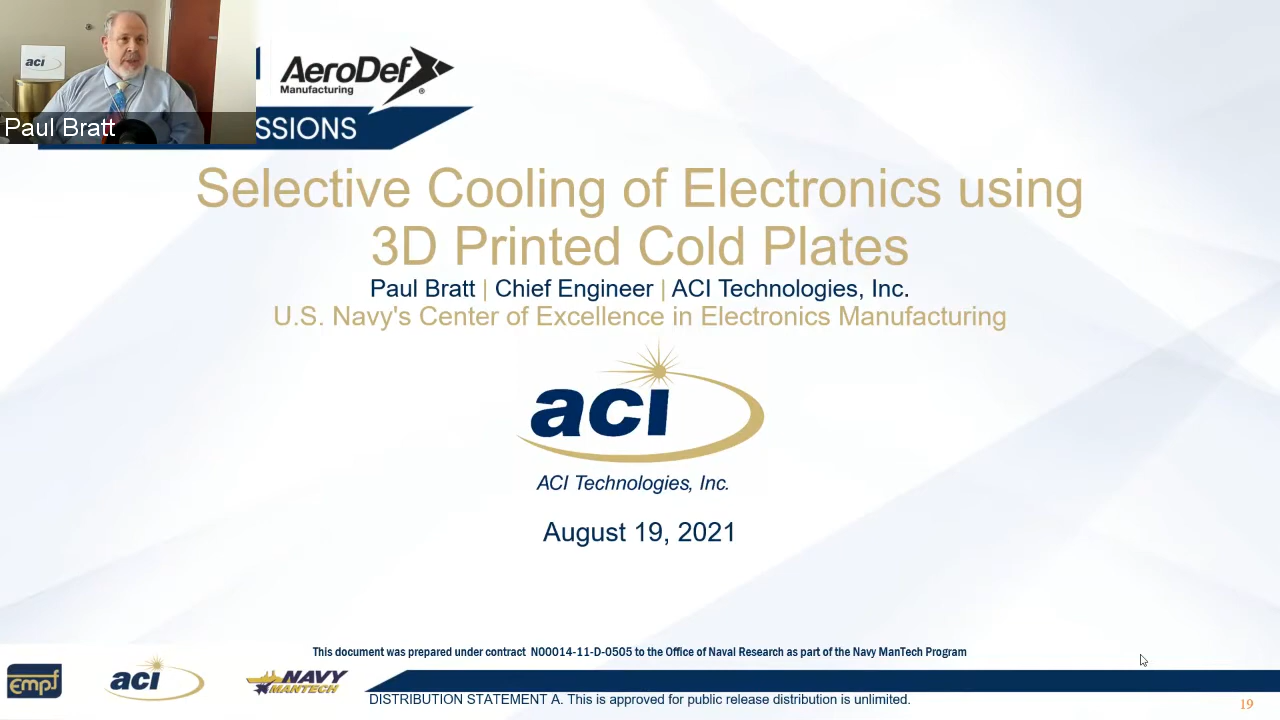 aci
AeroDef
Manufacturing
®
Paul Bratt
SSIONS
Selective Cooling of Electronics using
3D Printed Cold Plates
Paul Bratt | Chief Engineer | ACI Technologies, Inc.
U.S. Navy's Center of Excellence in Electronics Manufacturing
aci
ACI Technologies, Inc.
August 19, 2021
This document was prepared under contract N00014-11-D-0505 to the Office of Naval Research as part of the Navy ManTech Program
empf
aci
NAVY
MANTECH
DISTRIBUTION STATEMENT A. This is approved for public release distribution is unlimited.
19